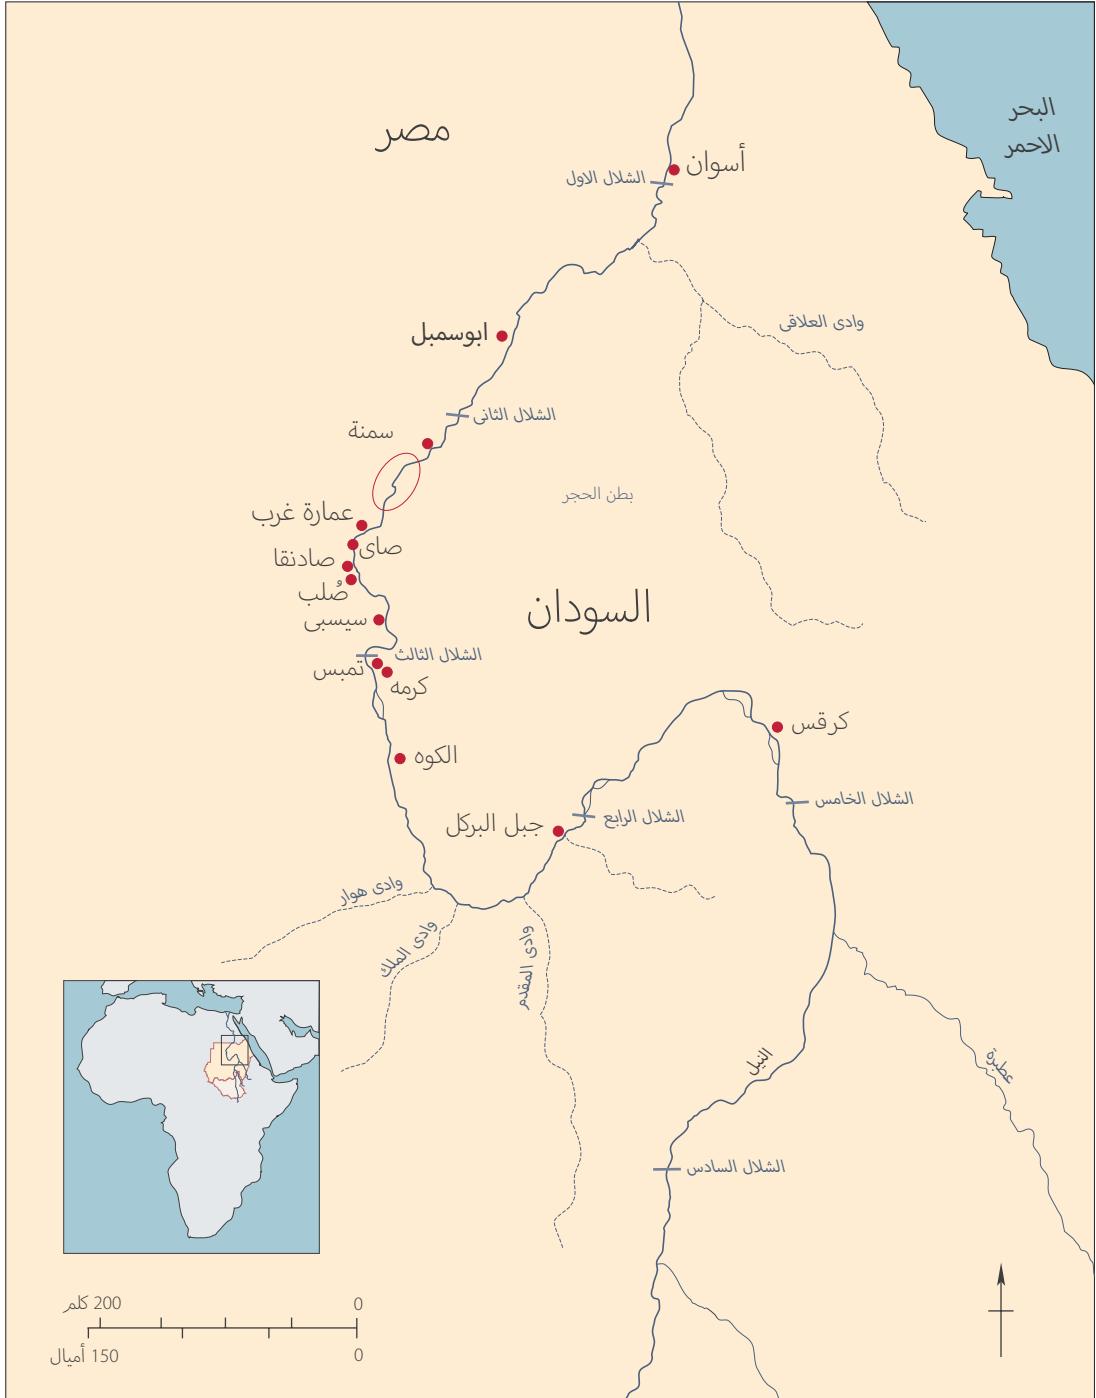 البحر
الاحمر
مصر
أسوان
الشلال الاول
وادى العلاقى
ابوسمبل
الشلال الثانى
سمنة
بطن الحجر
عمارة غرب
صاى
صادنقا
صُلب
السودان
سيسبى
الشلال الثالث
تمبس
كرمه
كرقس
الكوه
الشلال الخامس
الشلال الرابع
جبل البركل
وادى هوار
وادى الملك
وادى المقدم
النيل
عطبرة
الشلال السادس
200 كلم 0
150 أميال 0